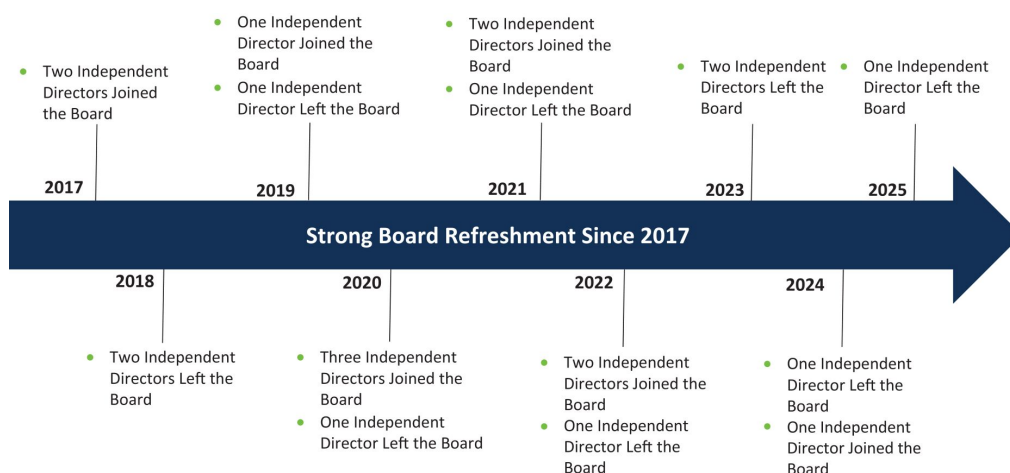 • Two Independent
Directors Joined
the Board
2017
• One Independent
Director Joined the
Board
• One Independent
Director Left the Board
2019
• Two Independent
Directors Joined the
Board
• One Independent
Director Left the Board
2021
• Two Independent
Directors Left the
Board
2023
• One Independent
Director Left the
Board
2025
Strong Board Refreshment Since 2017
2018
• Two Independent
Directors Left the
Board
2020
• Three Independent
Directors Joined the
Board
• One Independent
Director Left the Board
2022
• Two Independent
Directors Joined the
Board
• One Independent
Director Left the
Board
2024
• One Independent
Director Left the
Board
• One Independent
Director Joined the
Board